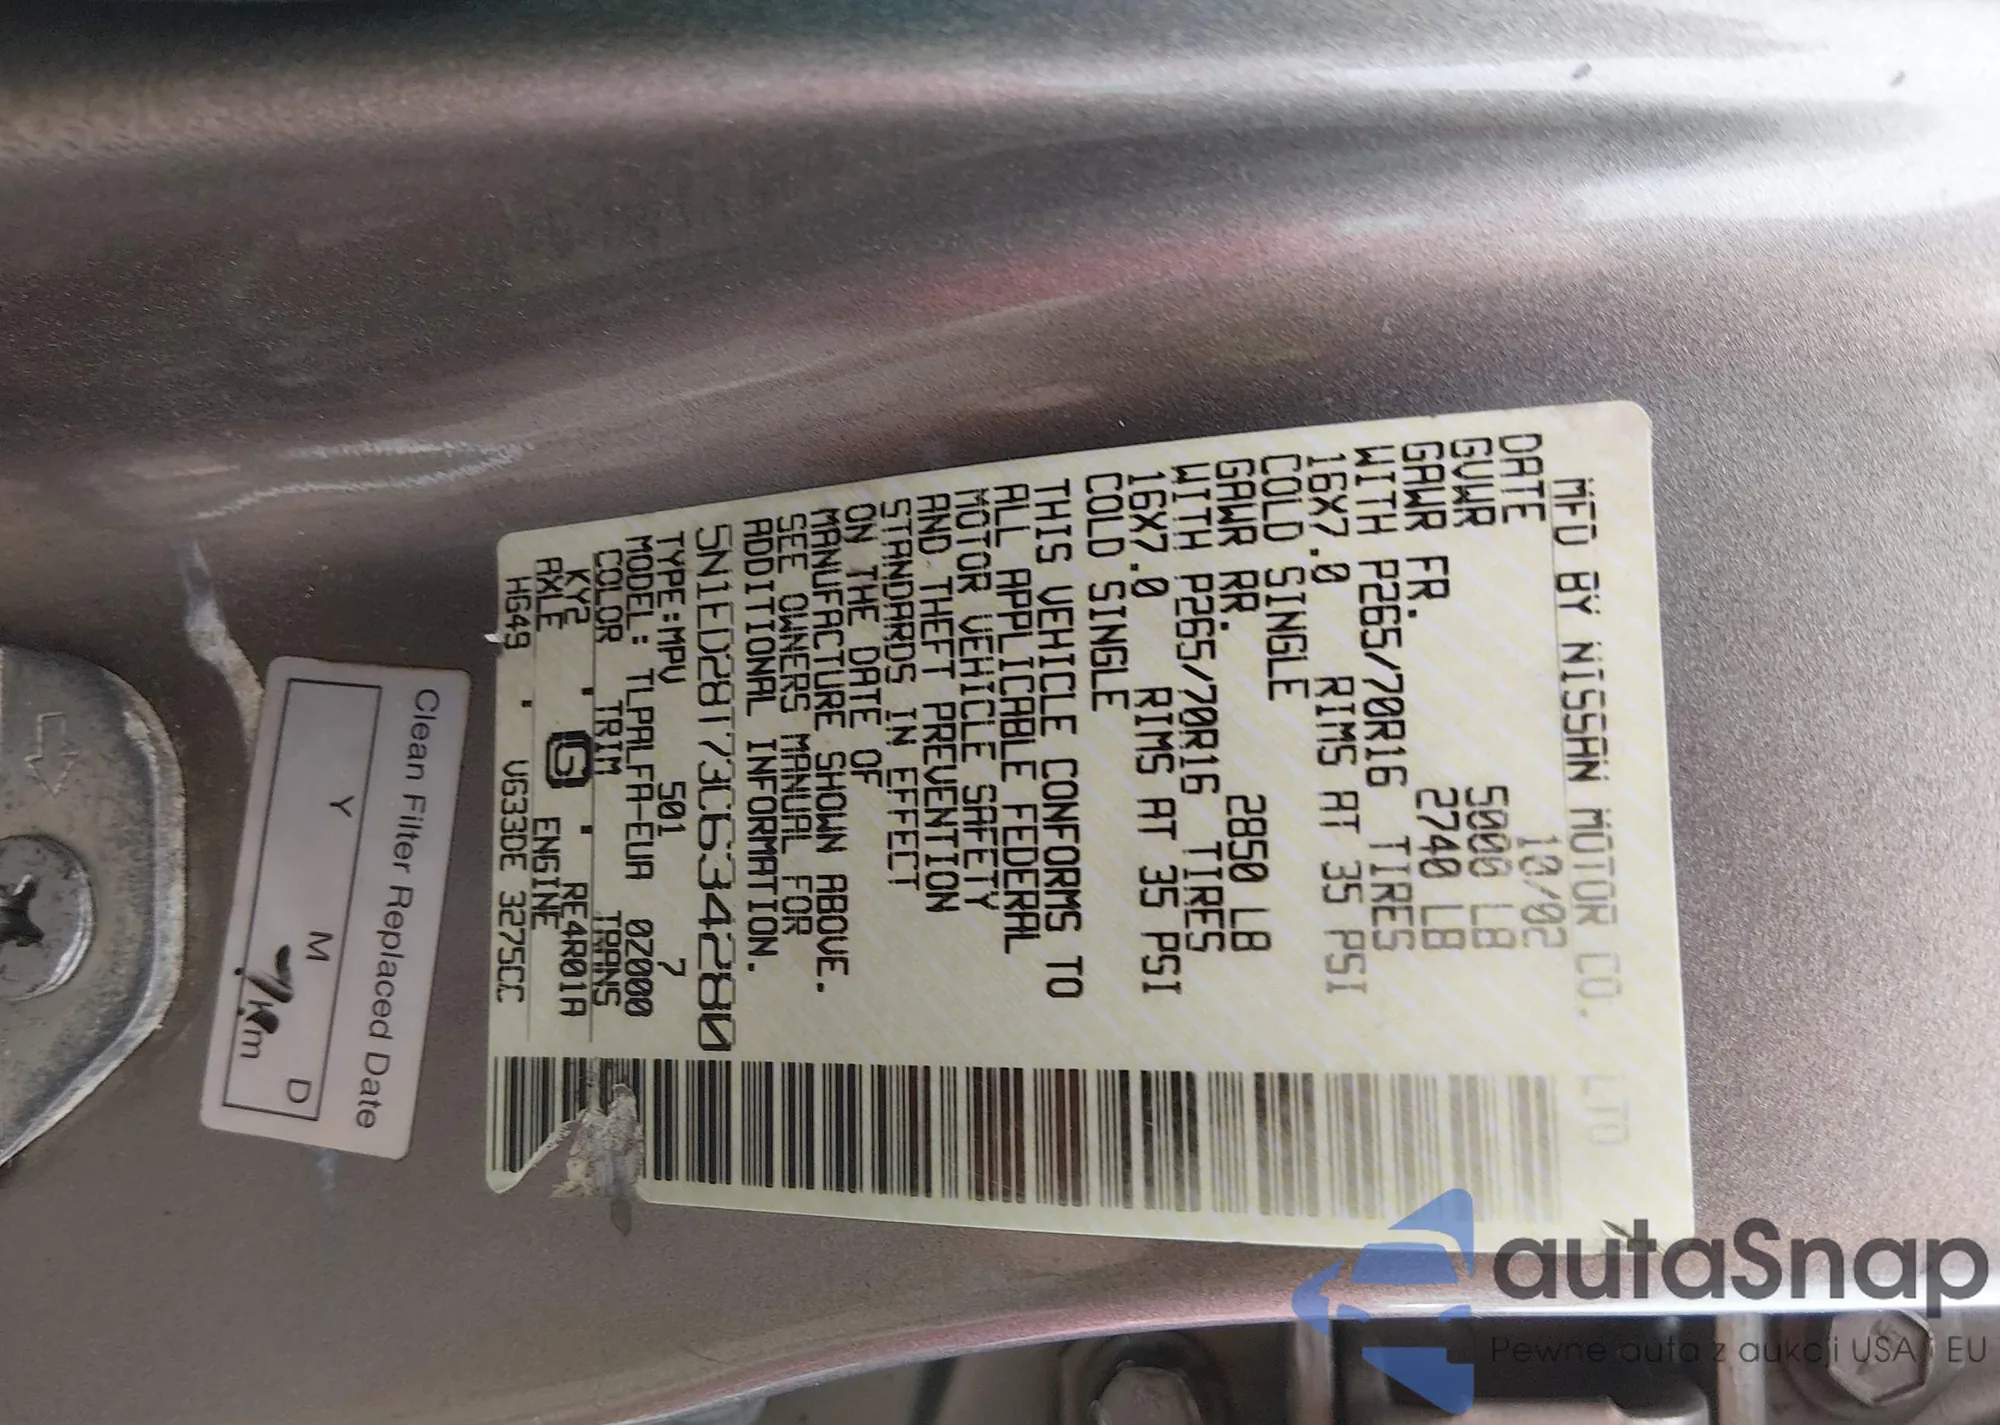 MFD BY NISSAN MOTOR CO. LTD
DATE 10/02
GVWR 5000 LB
GAWR FR. 2740 LB
WITH P265/70R16 TIRES
16X7.0 RIMS AT 35 PSI
COLD SINGLE
GAWR RR. 2850 LB
WITH P265/70R16 TIRES
16X7.0 RIMS AT 35 PSI
COLD SINGLE
THIS VEHICLE CONFORMS TO
ALL APPLICABLE FEDERAL
MOTOR VEHICLE SAFETY
AND THEFT PREVENTION
STANDARDS IN EFFECT
ON THE DATE OF
MANUFACTURE SHOWN ABOVE.
SEE OWNERS MANUAL FOR
ADDITIONAL INFORMATION.
5N1ED28T73C634280
TYPE:MPV 501 7
MODEL: TLPALFA-EUA 0Z0000
COLOR TRIM TRANS
KY2 G RE4R01A
AXLE ENGINE
HG49 VG33DE 3275CC
Clean Filter Replaced Date
Y M D
km
autaSnap
Pewne auta z aukcji USA i EU